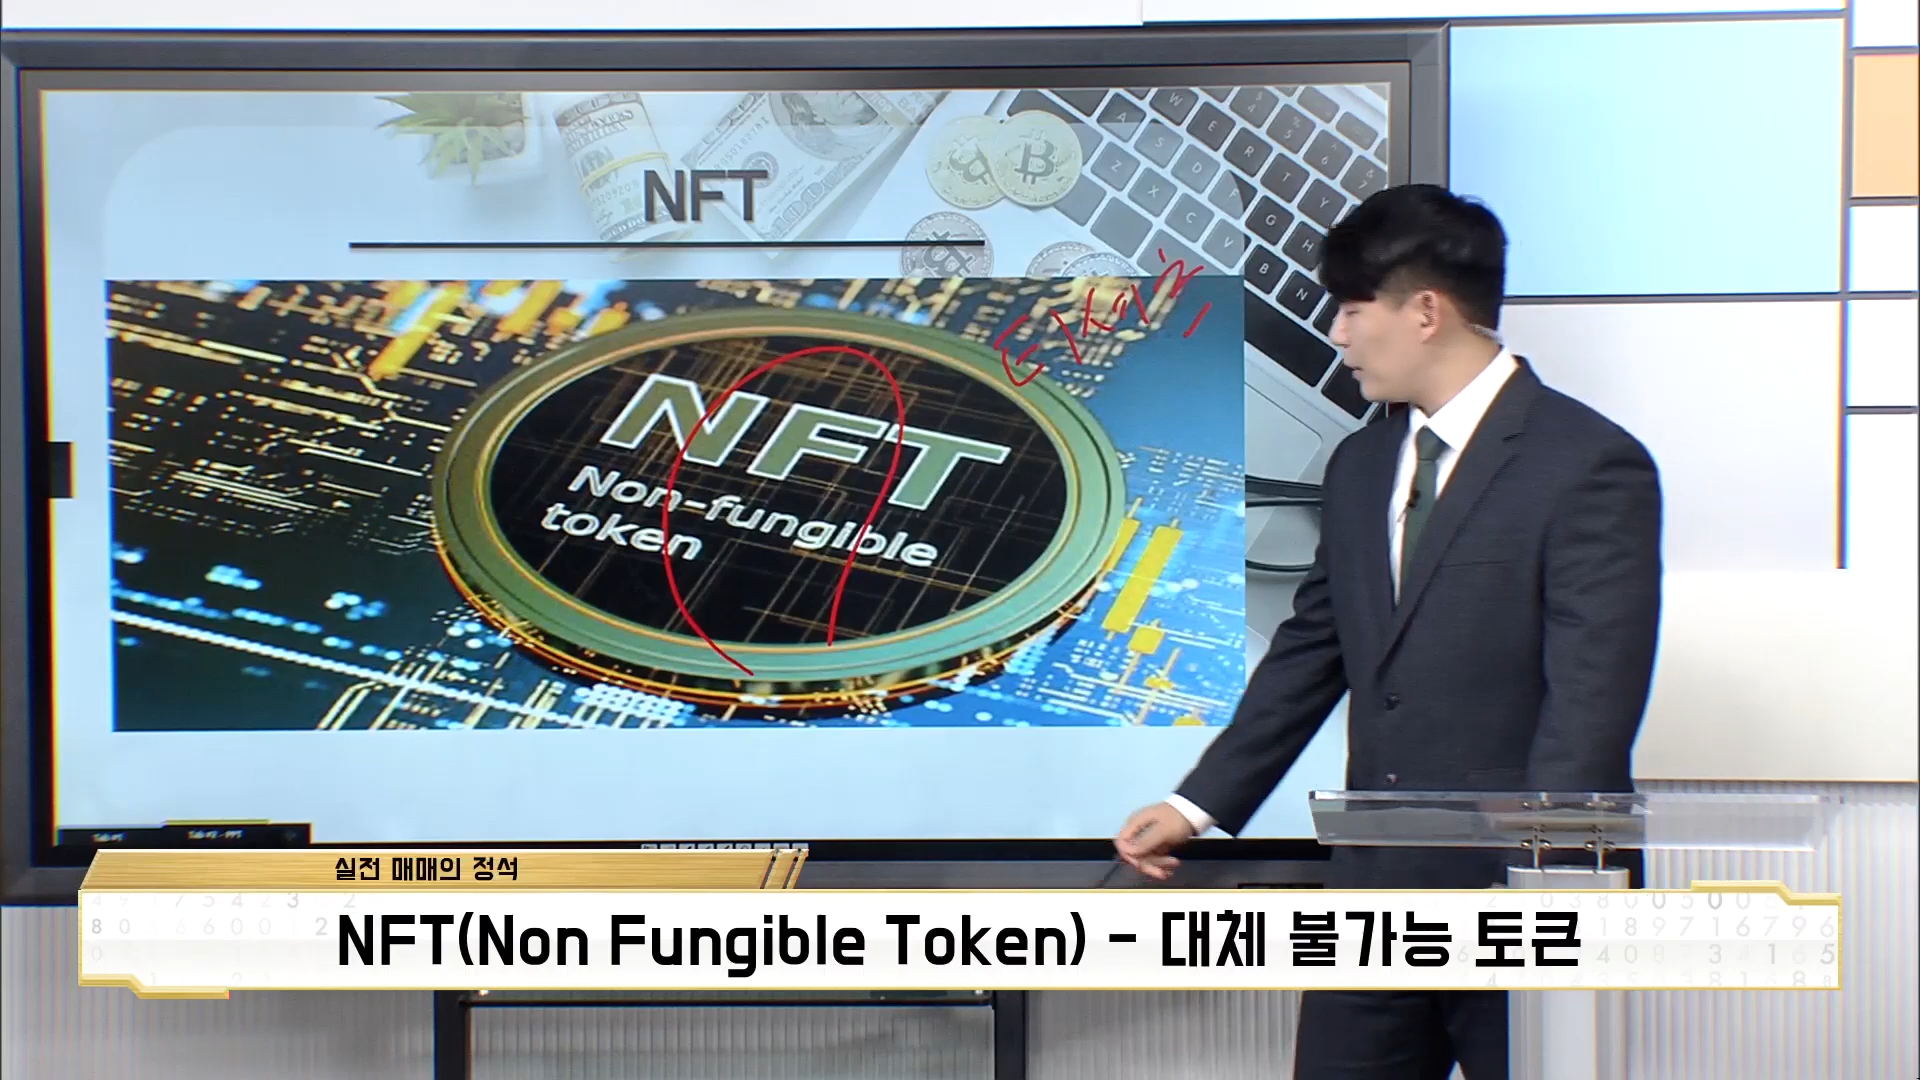 NFT
NFT
Non-fungible
token
실전 매매의 정석
NFT(Non Fungible Token) - 대체 불가능 토큰